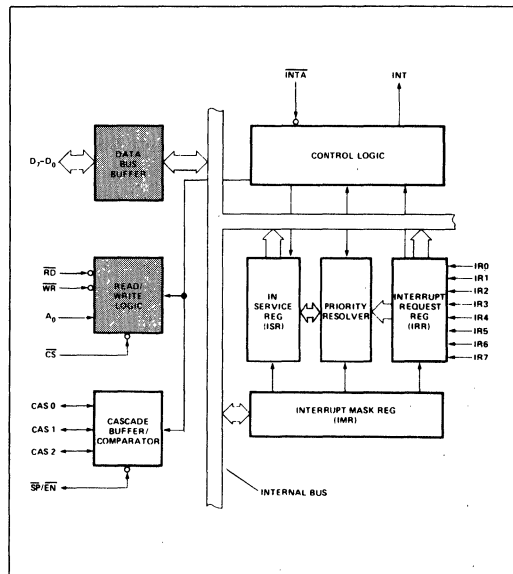 INTA
INT
CONTROL LOGIC
D7-D0
DATA
BUS
BUFFER
RD
WR
A0
READ/
WRITE
LOGIC
CS
IN
SERVICE
REG
(ISR)
PRIORITY
RESOLVER
INTERRUPT
REQUEST
REG
(IRR)
IR0
IR1
IR2
IR3
IR4
IR5
IR6
IR7
CAS 0
CAS 1
CAS 2
CASCADE
BUFFER/
COMPARATOR
INTERRUPT MASK REG
(IMR)
SP/EN
INTERNAL BUS